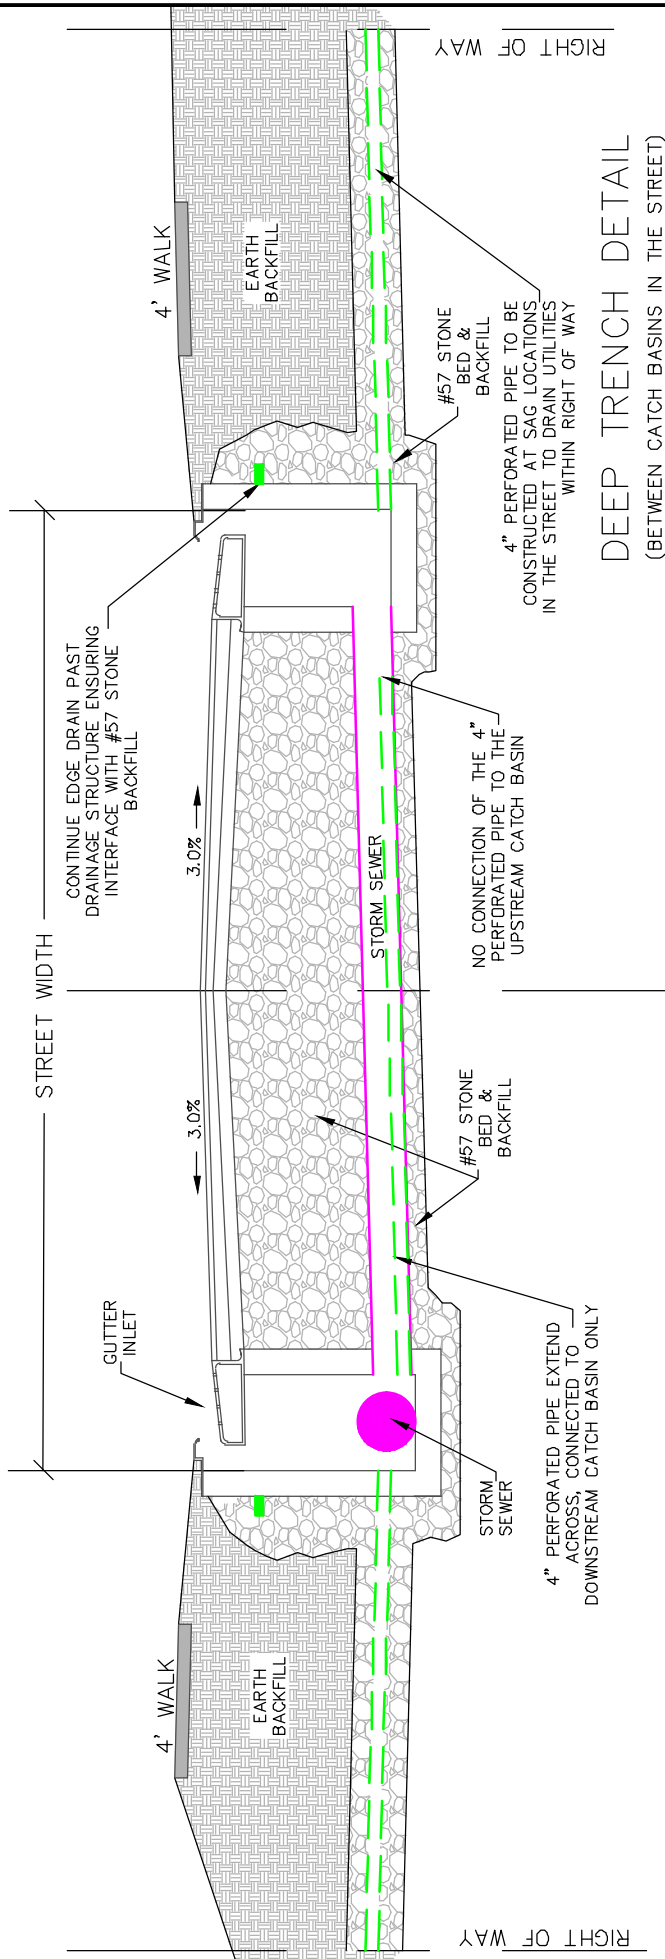 STREET WIDTH
GUTTER
INLET
3.0%
3.0%
CONTINUE EDGE DRAIN PAST
DRAINAGE STRUCTURE ENSURING
INTERFACE WITH #57 STONE
BACKFILL
4' WALK
4' WALK
EARTH
BACKFILL
EARTH
BACKFILL
STORM SEWER
RIGHT OF WAY
RIGHT OF WAY
STORM
SEWER
#57 STONE
BED &
BACKFILL
#57 STONE
BED &
BACKFILL
NO CONNECTION OF THE 4"
PERFORATED PIPE TO THE
UPSTREAM CATCH BASIN
4" PERFORATED PIPE EXTEND
ACROSS, CONNECTED TO
DOWNSTREAM CATCH BASIN ONLY
4" PERFORATED PIPE TO BE
CONSTRUCTED AT SAG LOCATIONS
IN THE STREET TO DRAIN UTILITIES
WITHIN RIGHT OF WAY
DEEP TRENCH DETAIL
(BETWEEN CATCH BASINS IN THE STREET)